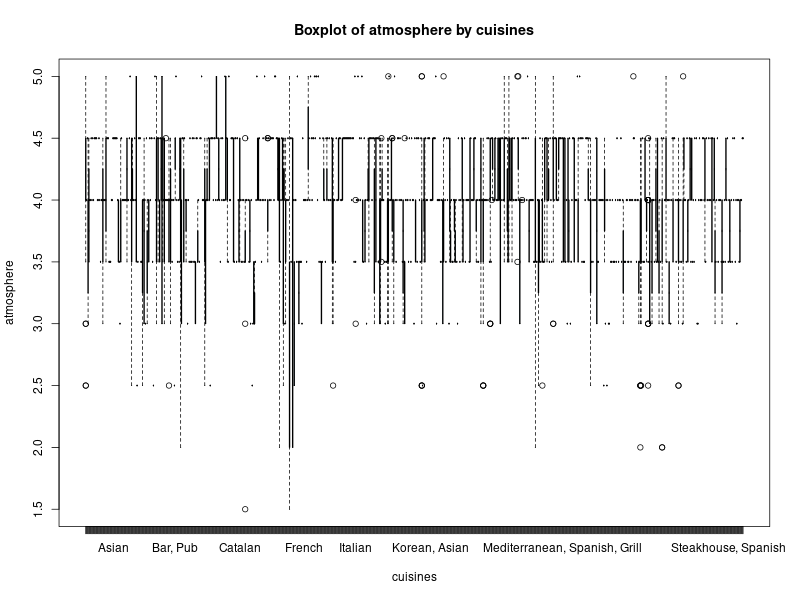 Boxplot of atmosphere by cuisines
atmosphere
5.0
4.5
4.0
3.5
3.0
2.5
2.0
1.5
Asian
Bar, Pub
Catalan
French
Italian
Korean, Asian
Mediterranean, Spanish, Grill
Steakhouse, Spanish
cuisines